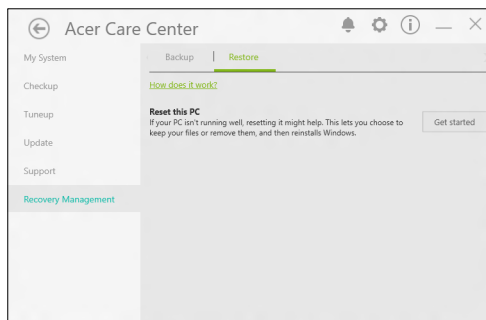 Acer Care Center
My System
Checkup
Tuneup
Update
Support
Recovery Management
Backup
Restore
How does it work?
Reset this PC
If your PC isn't running well, resetting it might help. This lets you choose to
keep your files or remove them, and then reinstalls Windows.
Get started